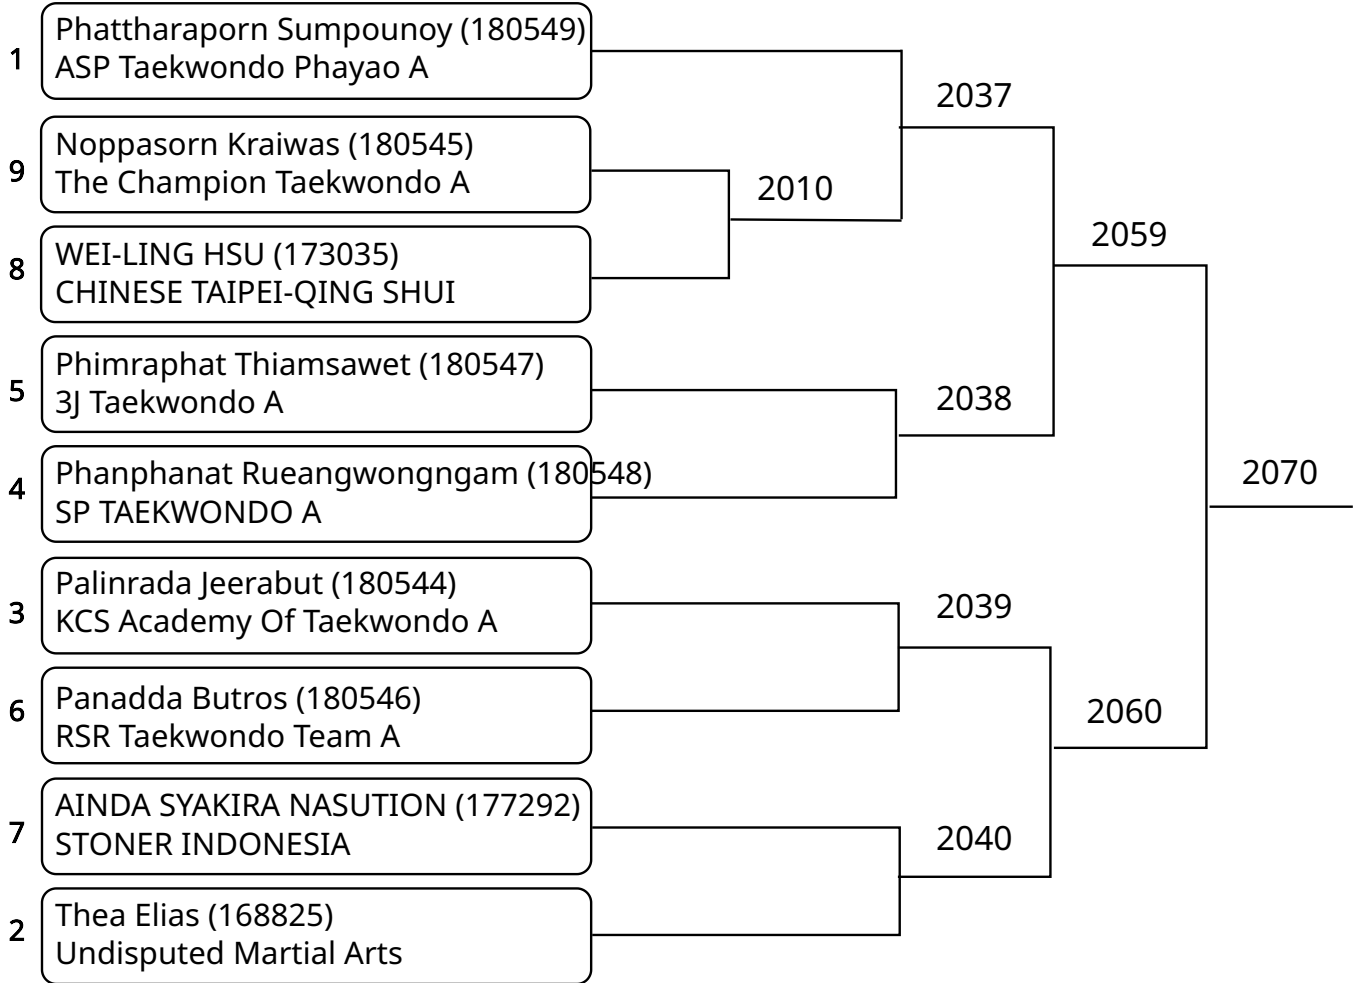 1
Phattharaporn Sumpounoy (180549)
ASP Taekwondo Phayao A
2037
9
Noppasorn Kraiwas (180545)
The Champion Taekwondo A
2010
8
WEI-LING HSU (173035)
CHINESE TAIPEI-QING SHUI
2059
5
Phimraphat Thiamsawet (180547)
3J Taekwondo A
2038
4
Phanphanat Rueangwongngam (180548)
SP TAEKWONDO A
2070
3
Palinrada Jeerabut (180544)
KCS Academy Of Taekwondo A
2039
6
Panadda Butros (180546)
RSR Taekwondo Team A
2060
7
AINDA SYAKIRA NASUTION (177292)
STONER INDONESIA
2040
2
Thea Elias (168825)
Undisputed Martial Arts